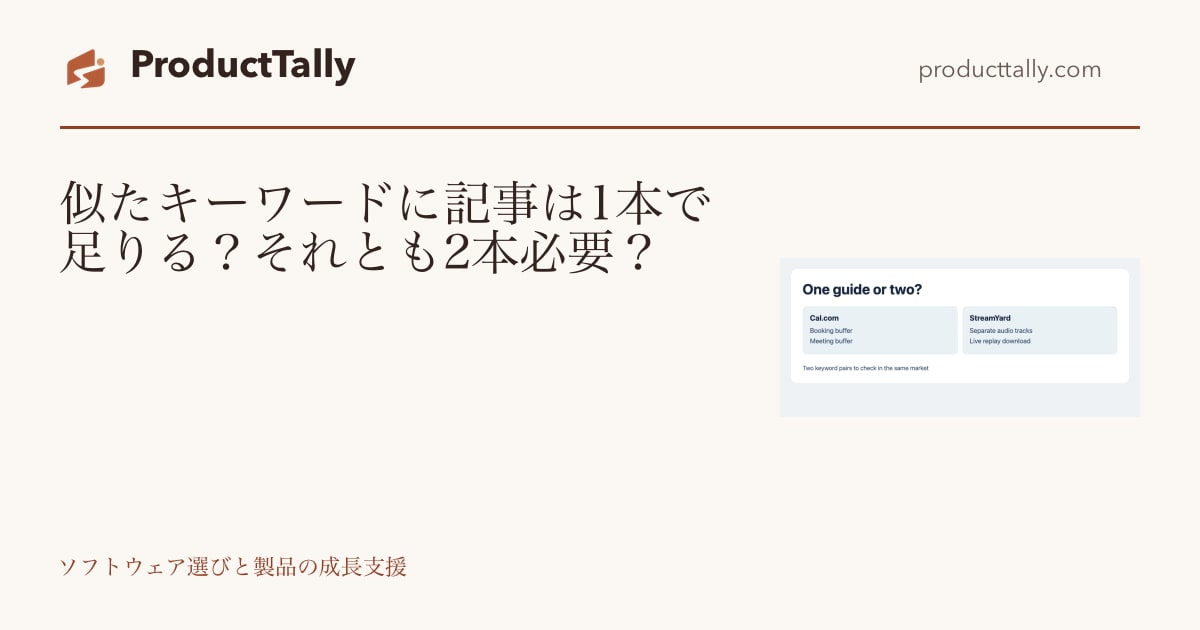 ProductTally
producttally.com
似たキーワードに記事は1本で
足りる？それとも2本必要？
One guide or two?
Cal.com
Booking buffer
Meeting buffer
StreamYard
Separate audio tracks
Live replay download
Two keyword pairs to check in the same market
ソフトウェア選びと製品の成長支援